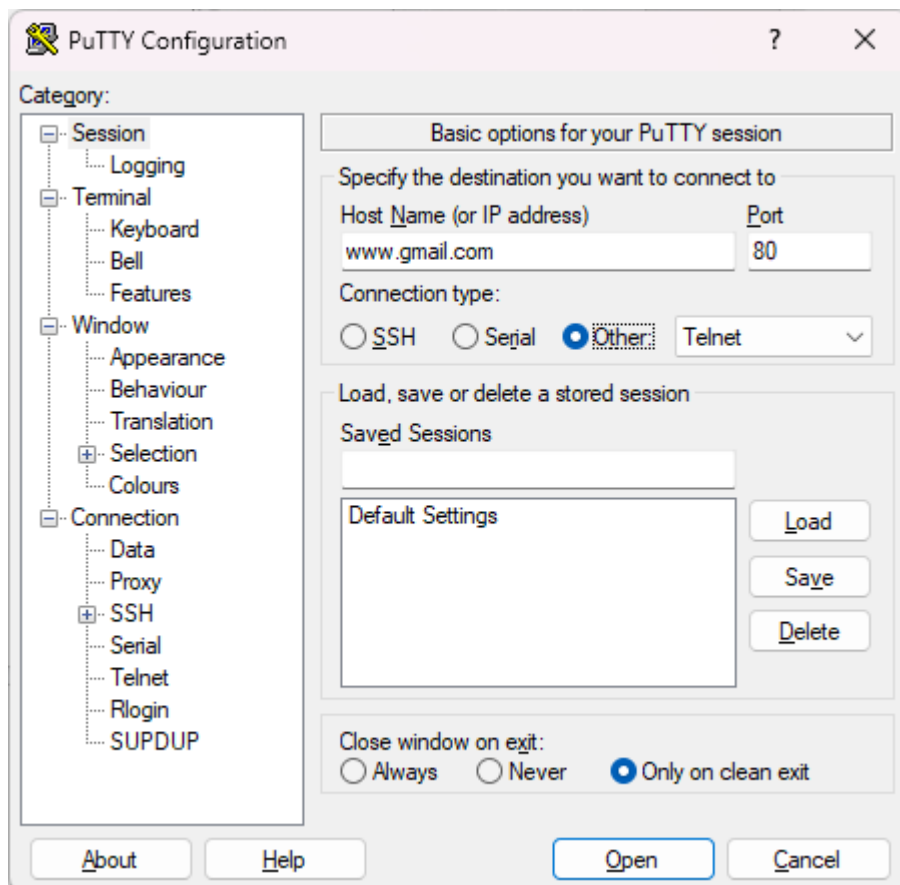 PuTTY Configuration
?
Category:
Session
Logging
Terminal
Keyboard
Bell
Features
Window
Appearance
Behaviour
Translation
Selection
Colours
Connection
Data
Proxy
SSH
Serial
Telnet
Rlogin
SUPDUP
Basic options for your PuTTY session
Specify the destination you want to connect to
Host Name (or IP address) Port
www.gmail.com 80
Connection type:
SSH Serial Other: Telnet
Load, save or delete a stored session
Saved Sessions
Default Settings
Load
Save
Delete
Close window on exit:
Always Never Only on clean exit
About Help Open Cancel